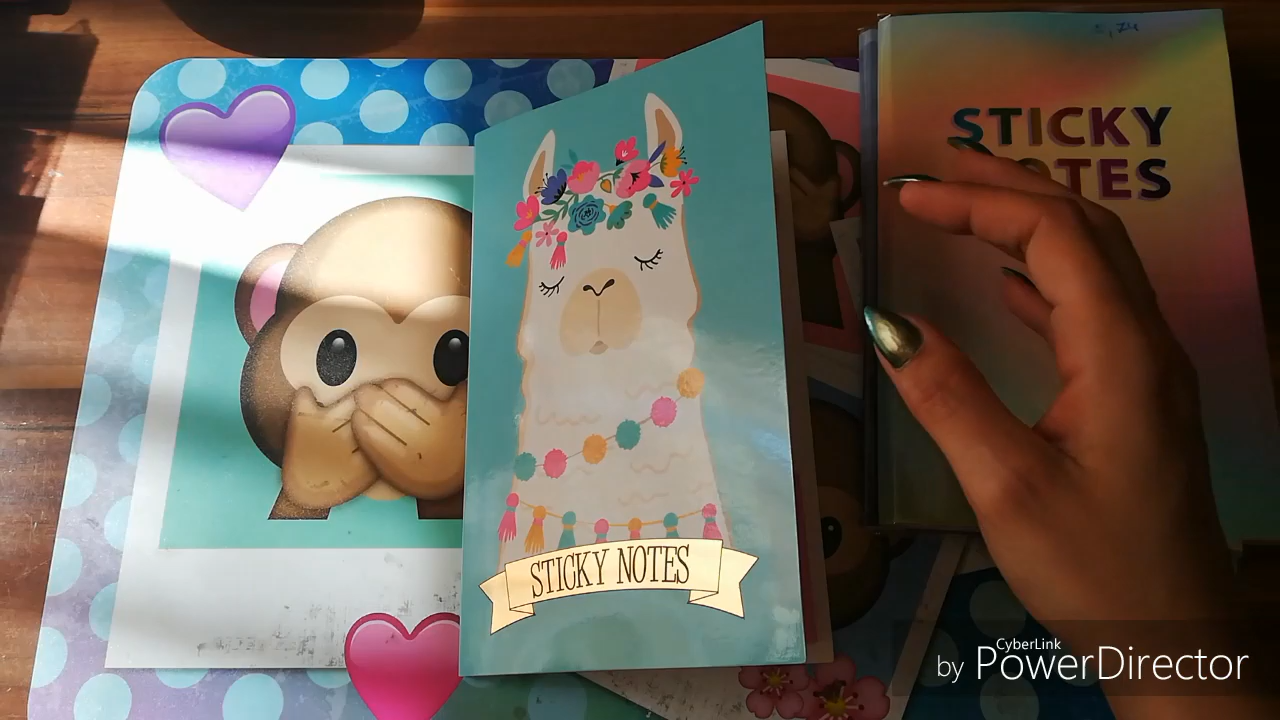 STICKY
NOTES
STICKY NOTES
CyberLink
by PowerDirector